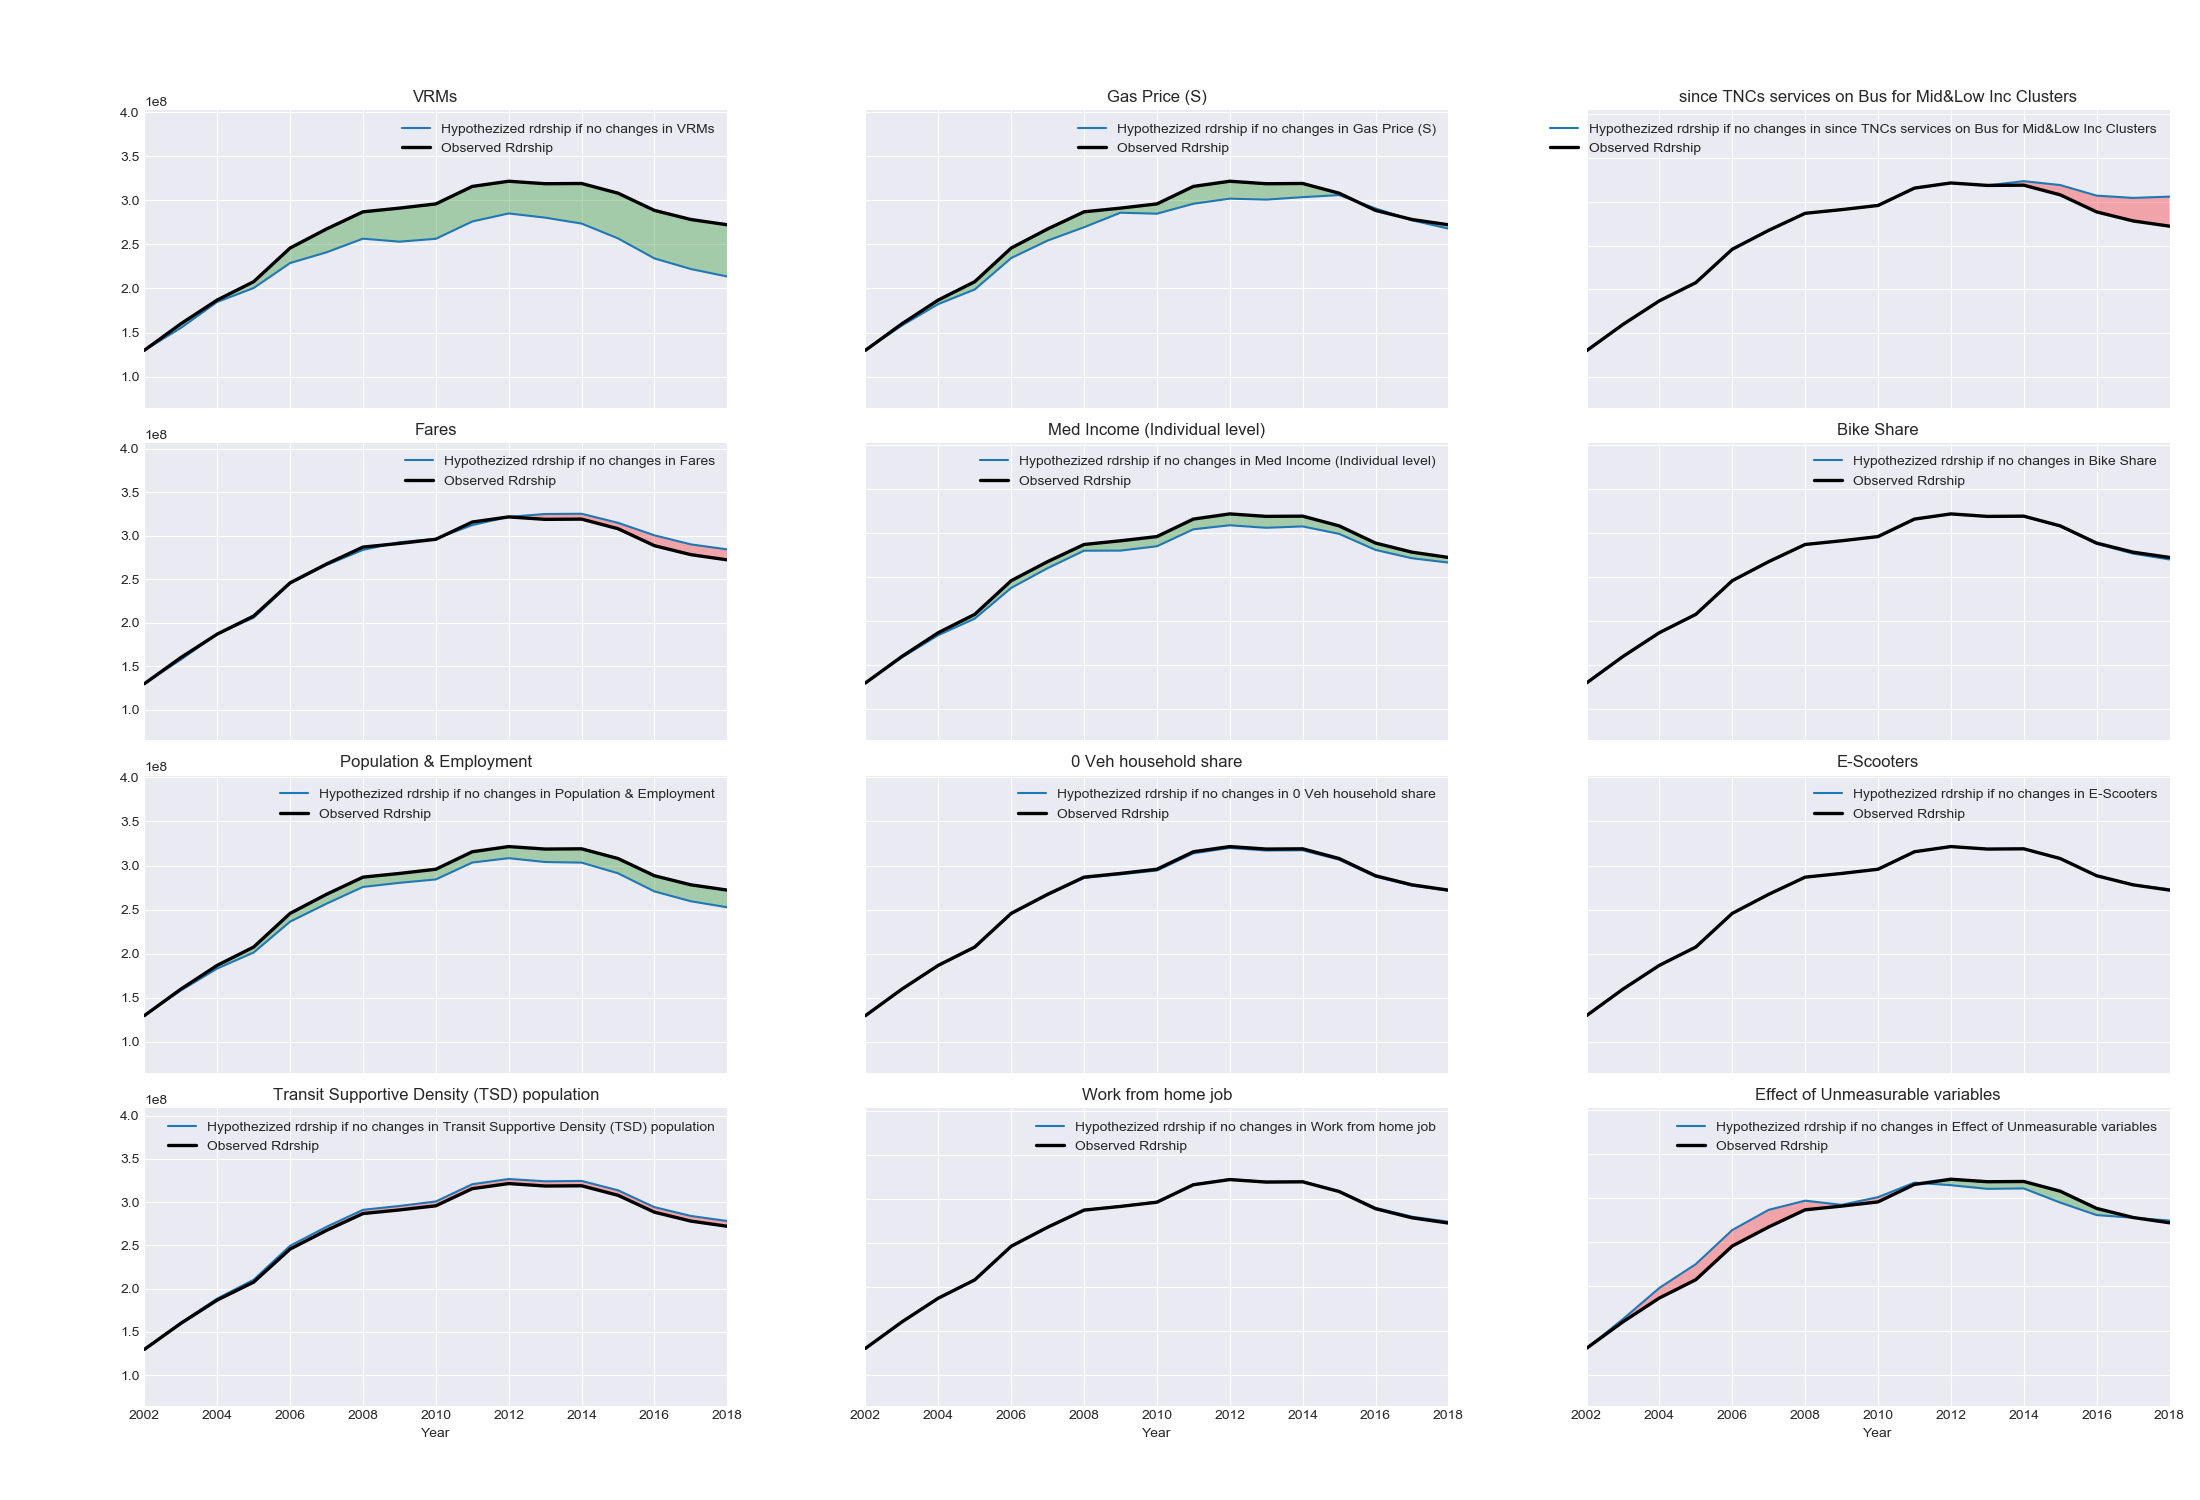 VRMs
1e8
4.0
3.5
3.0
2.5
2.0
1.5
1.0
Hypothezized rdrship if no changes in VRMs
Observed Rdrship
Gas Price (S)
Hypothezized rdrship if no changes in Gas Price (S)
Observed Rdrship
since TNCs services on Bus for Mid&Low Inc Clusters
Hypothezized rdrship if no changes in since TNCs services on Bus for Mid&Low Inc Clusters
Observed Rdrship
Fares
1e8
4.0
3.5
3.0
2.5
2.0
1.5
1.0
Hypothezized rdrship if no changes in Fares
Observed Rdrship
Med Income (Individual level)
Hypothezized rdrship if no changes in Med Income (Individual level)
Observed Rdrship
Bike Share
Hypothezized rdrship if no changes in Bike Share
Observed Rdrship
Population & Employment
1e8
4.0
3.5
3.0
2.5
2.0
1.5
1.0
Hypothezized rdrship if no changes in Population & Employment
Observed Rdrship
0 Veh household share
Hypothezized rdrship if no changes in 0 Veh household share
Observed Rdrship
E-Scooters
Hypothezized rdrship if no changes in E-Scooters
Observed Rdrship
Transit Supportive Density (TSD) population
1e8
4.0
3.5
3.0
2.5
2.0
1.5
1.0
Hypothezized rdrship if no changes in Transit Supportive Density (TSD) population
Observed Rdrship
2002 2004 2006 2008 2010 2012 2014 2016 2018
Year
Work from home job
Hypothezized rdrship if no changes in Work from home job
Observed Rdrship
2002 2004 2006 2008 2010 2012 2014 2016 2018
Year
Effect of Unmeasurable variables
Hypothezized rdrship if no changes in Effect of Unmeasurable variables
Observed Rdrship
2002 2004 2006 2008 2010 2012 2014 2016 2018
Year